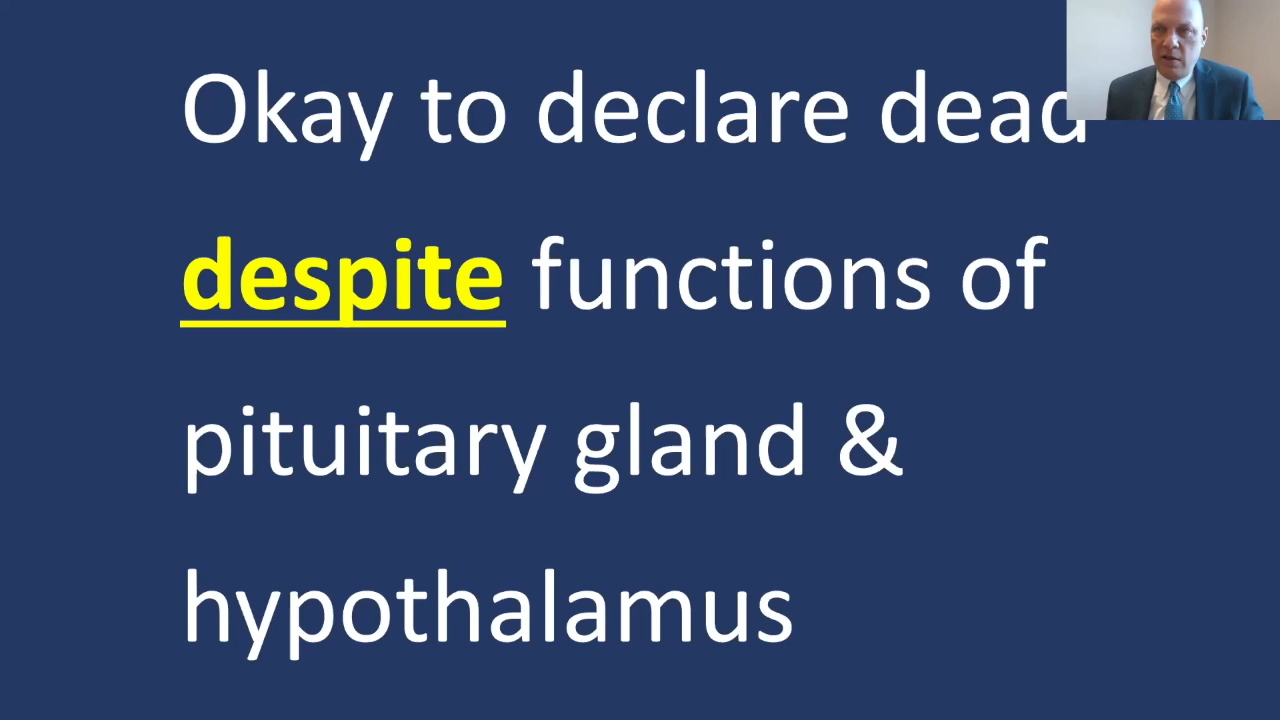 Okay to declare dead
despite functions of
pituitary gland &
hypothalamus